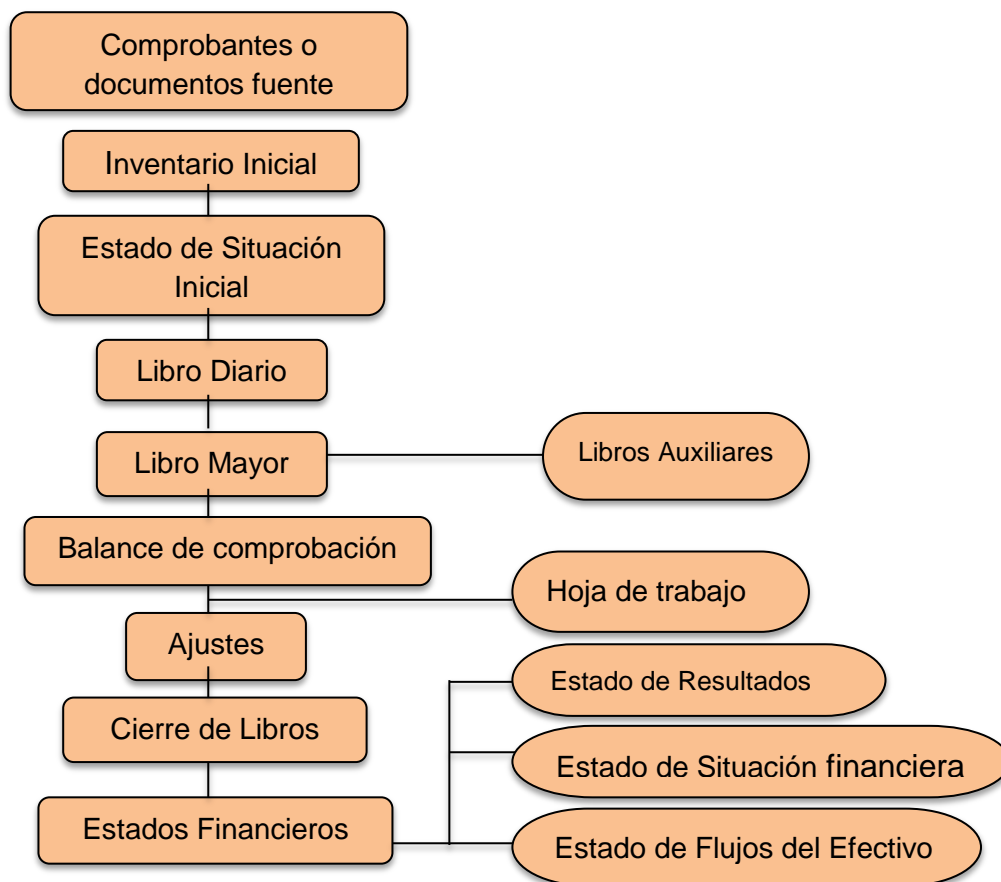 Comprobantes o
documentos fuente
Inventario Inicial
Estado de Situación
Inicial
Libro Diario
Libro Mayor
Libros Auxiliares
Balance de comprobación
Hoja de trabajo
Ajustes
Estado de Resultados
Cierre de Libros
Estado de Situación financiera
Estados Financieros
Estado de Flujos del Efectivo